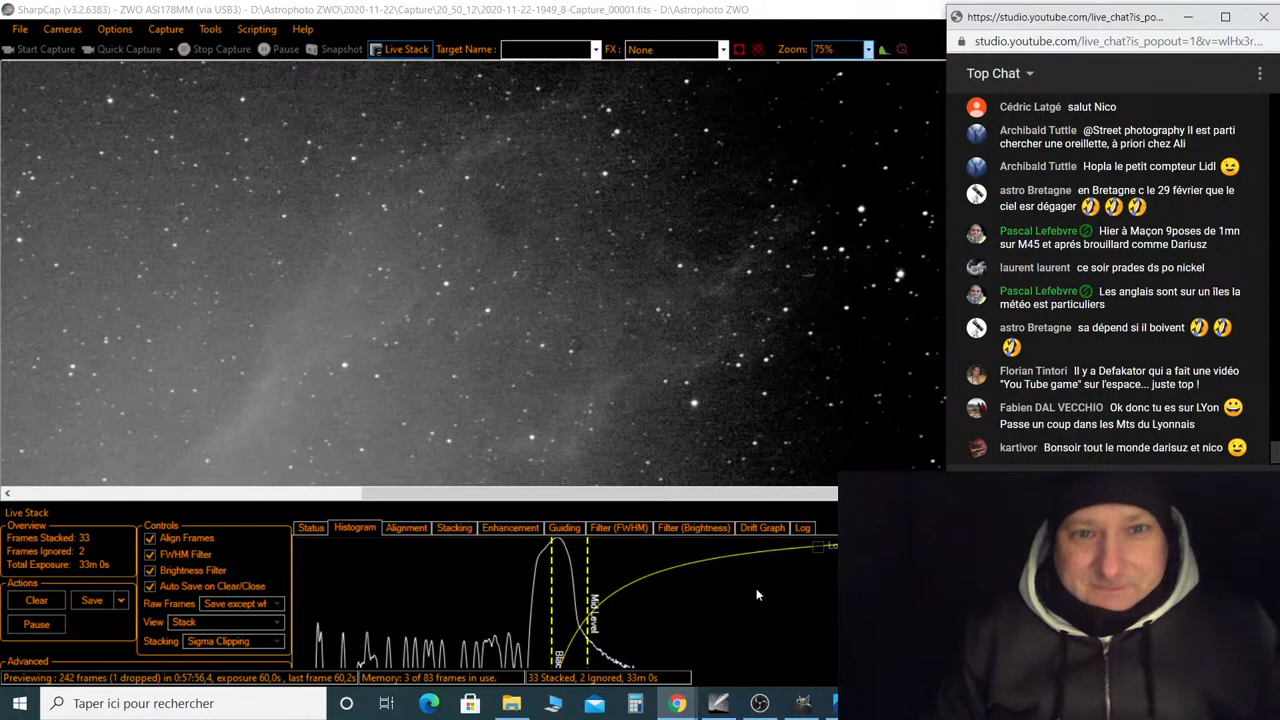 SharpCap (v3.2.6383) - ZWO ASI178MM (via USB3) - D:\Astrophoto ZWO\2020-11-22\Capture\20_50_12\2020-11-22-1949_8-Capture_00001.fits - D:\Astrophoto ZWO
File Cameras Options Capture Tools Scripting Help
Start Capture Quick Capture Stop Capture Pause Snapshot Live Stack Target Name : FX : None Zoom: 75%
https://studio.youtube.com/live_chat?is_po...
studio.youtube.com/live_chat?is_popout=1&v=wlHx3r...
Top Chat
Cédric Latgé salut Nico
Archibald Tuttle @Street photography Il est parti
chercher une oreillette, à priori chez Ali
Archibald Tuttle Hopla le petit compteur Lidl 😉
astro Bretagne en Bretagne c le 29 février que le
ciel esr dégager 🤣 🤣 🤣
Pascal Lefebvre Hier à Maçon 9poses de 1mn
sur M45 et aprés brouillard comme Dariusz
laurent laurent ce soir prades ds po nickel
Pascal Lefebvre Les anglais sont sur un îles la
météo est particuliers
astro Bretagne sa dépend si il boivent 🤣 🤣
🤣
Florian Tintori Il y a Defakator qui a fait une vidéo
"You Tube game" sur l'espace... juste top !
Fabien DAL VECCHIO Ok donc tu es sur LYon 😀
Passe un coup dans les Mts du Lyonnais
kartivor Bonsoir tout le monde darisuz et nico 😉
Live Stack
Overview
Frames Stacked: 33
Frames Ignored: 2
Total Exposure: 33m 0s
Actions
Clear Save
Pause
Controls
Align Frames
FWHM Filter
Brightness Filter
Auto Save on Clear/Close
Raw Frames Save except wl
View Stack
Stacking Sigma Clipping
Advanced
Status Histogram Alignment Stacking Enhancement Guiding Filter (FWHM) Filter (Brightness) Drift Graph Log
Lo
Mid Level
Blac
Previewing : 242 frames (1 dropped) in 0:57:56,4, exposure 60,0s , last frame 60,2s Memory: 3 of 83 frames in use. 33 Stacked, 2 Ignored, 33m 0s
Taper ici pour rechercher